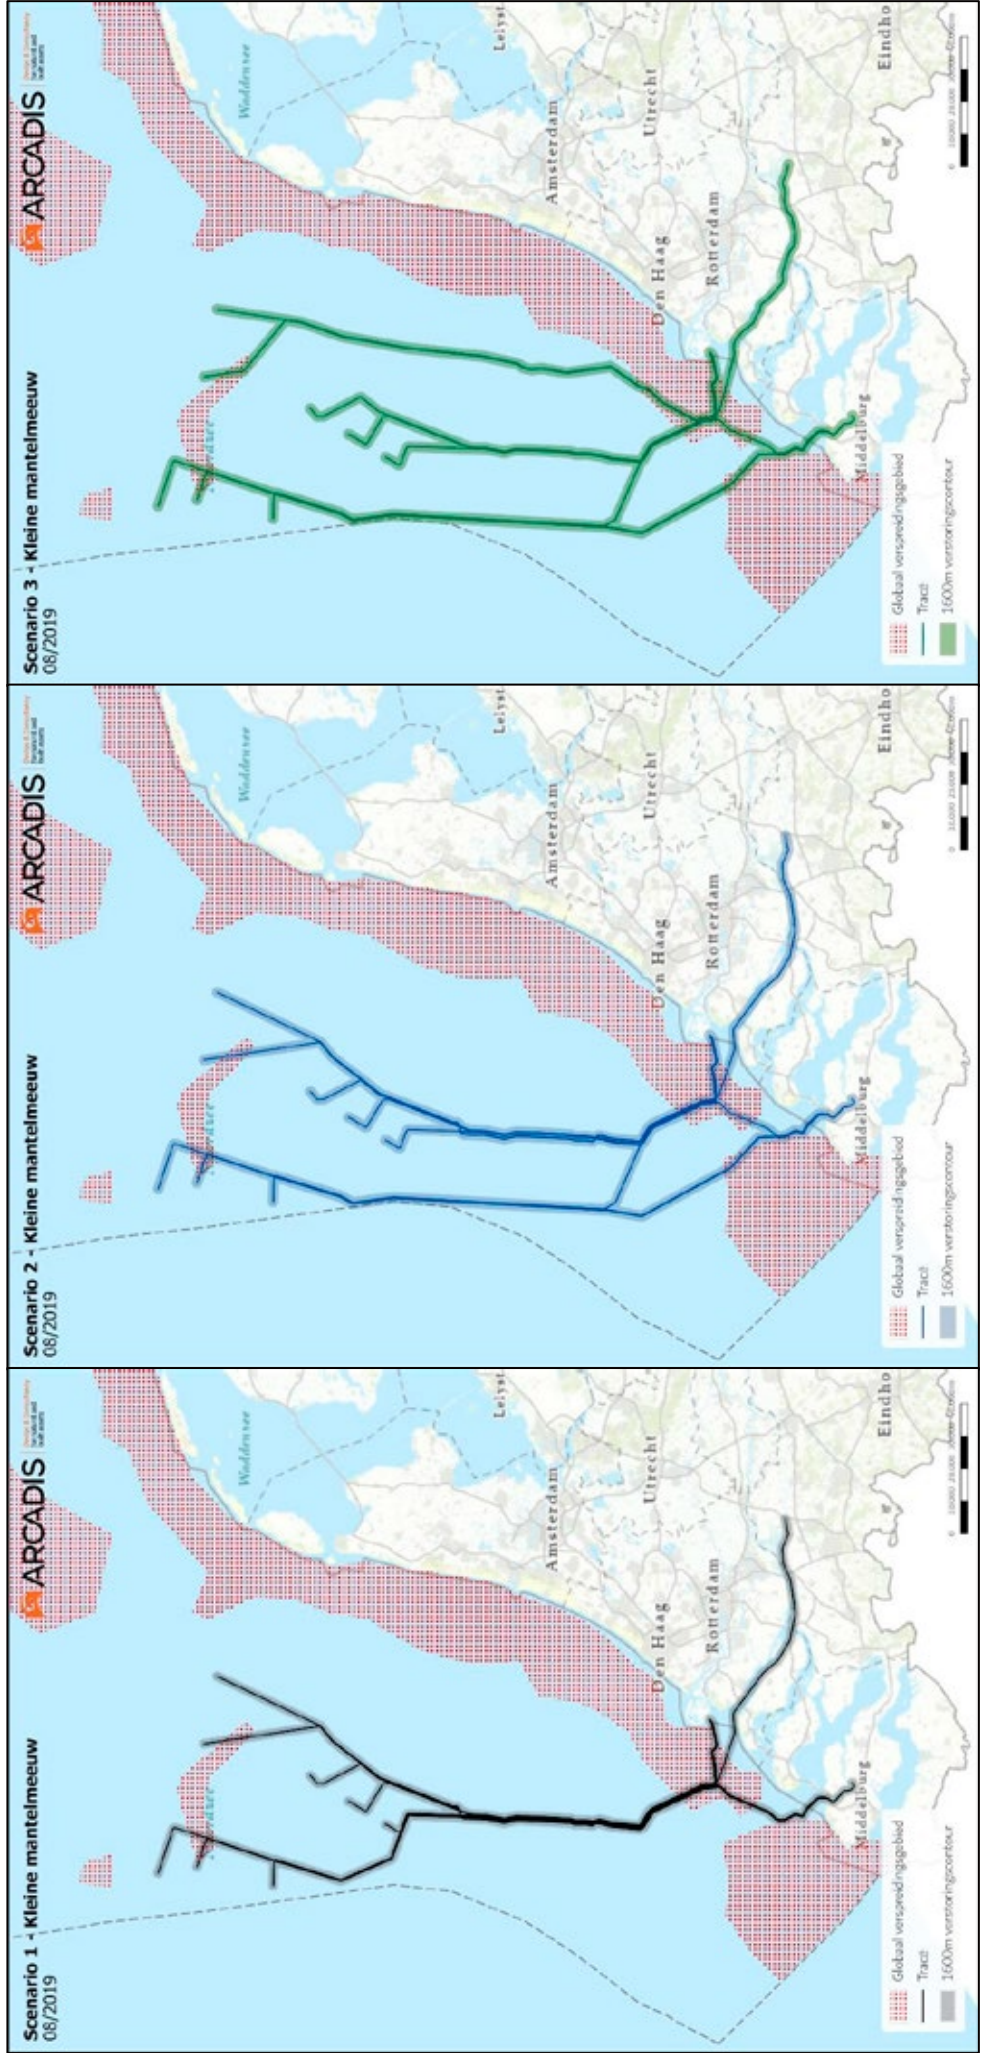 Scenario 1 - Kleine mantelmeeuw
08/2019
ARCADIS
Waddenzee
Lelyst
Amsterdam
Utrecht
Den Haag
Rotterdam
Middelburg
Eindho
Globaal verspreidingsgebied
Tracé
1600m verstoringscontour
Scenario 2 - Kleine mantelmeeuw
08/2019
ARCADIS
Waddenzee
Lelyst
Amsterdam
Utrecht
Den Haag
Rotterdam
Middelburg
Eindho
Globaal verspreidingsgebied
Tracé
1600m verstoringscontour
Scenario 3 - Kleine mantelmeeuw
08/2019
ARCADIS
Waddenzee
Lelyst
Amsterdam
Utrecht
Den Haag
Rotterdam
Middelburg
Eindho
Globaal verspreidingsgebied
Tracé
1600m verstoringscontour